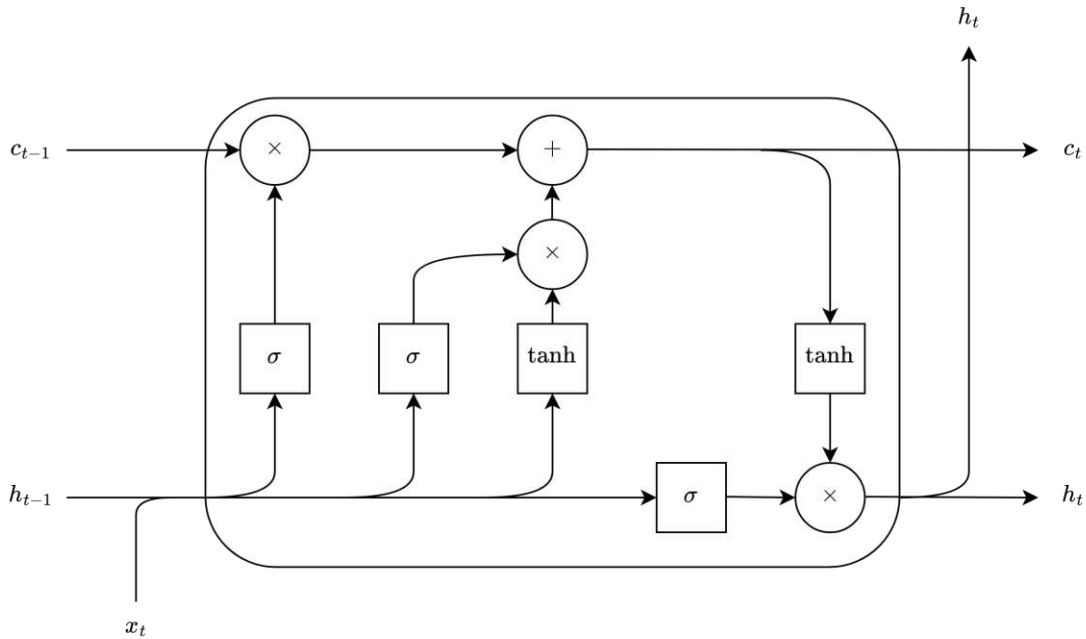 h_t
c_{t−1} × + c_t
×
σ σ tanh tanh
h_{t−1} σ × h_t
x_t